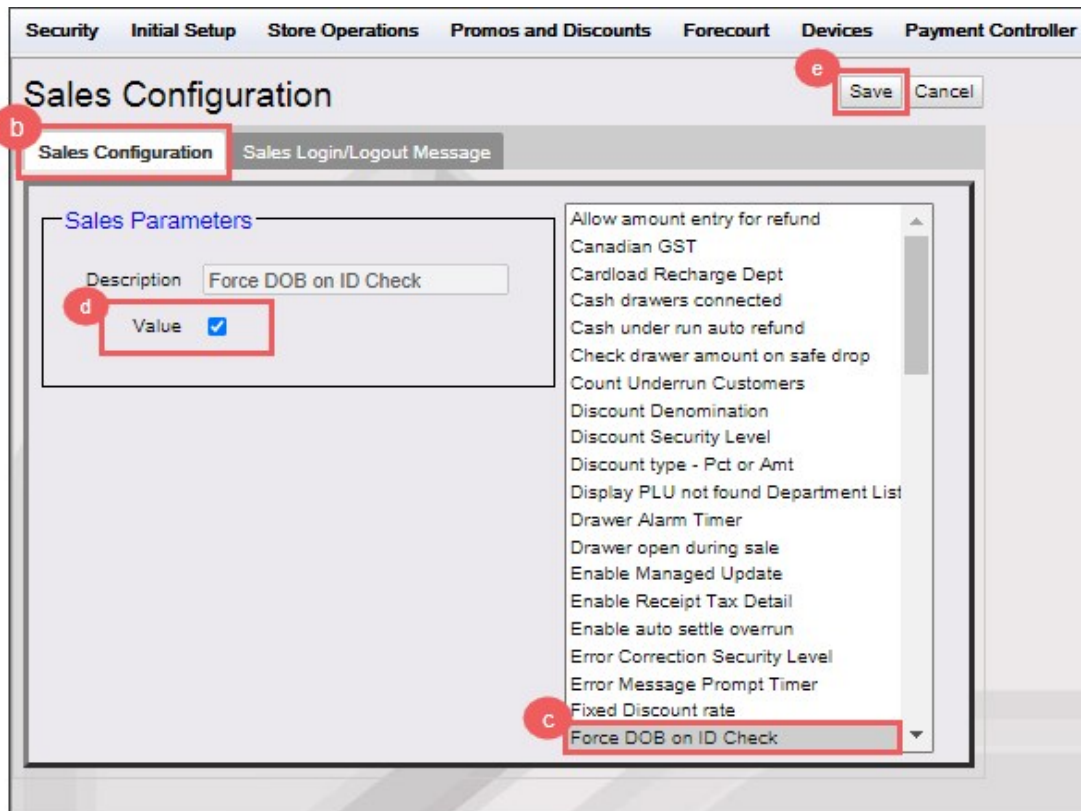 Security Initial Setup Store Operations Promos and Discounts Forecourt Devices Payment Controller
e
Sales Configuration Save Cancel
b
Sales Configuration Sales Login/Logout Message
Sales Parameters
Description Force DOB on ID Check
d
Value
Allow amount entry for refund
Canadian GST
Cardload Recharge Dept
Cash drawers connected
Cash under run auto refund
Check drawer amount on safe drop
Count Underrun Customers
Discount Denomination
Discount Security Level
Discount type - Pct or Amt
Display PLU not found Department List
Drawer Alarm Timer
Drawer open during sale
Enable Managed Update
Enable Receipt Tax Detail
Enable auto settle overrun
Error Correction Security Level
Error Message Prompt Timer
Fixed Discount rate
c
Force DOB on ID Check